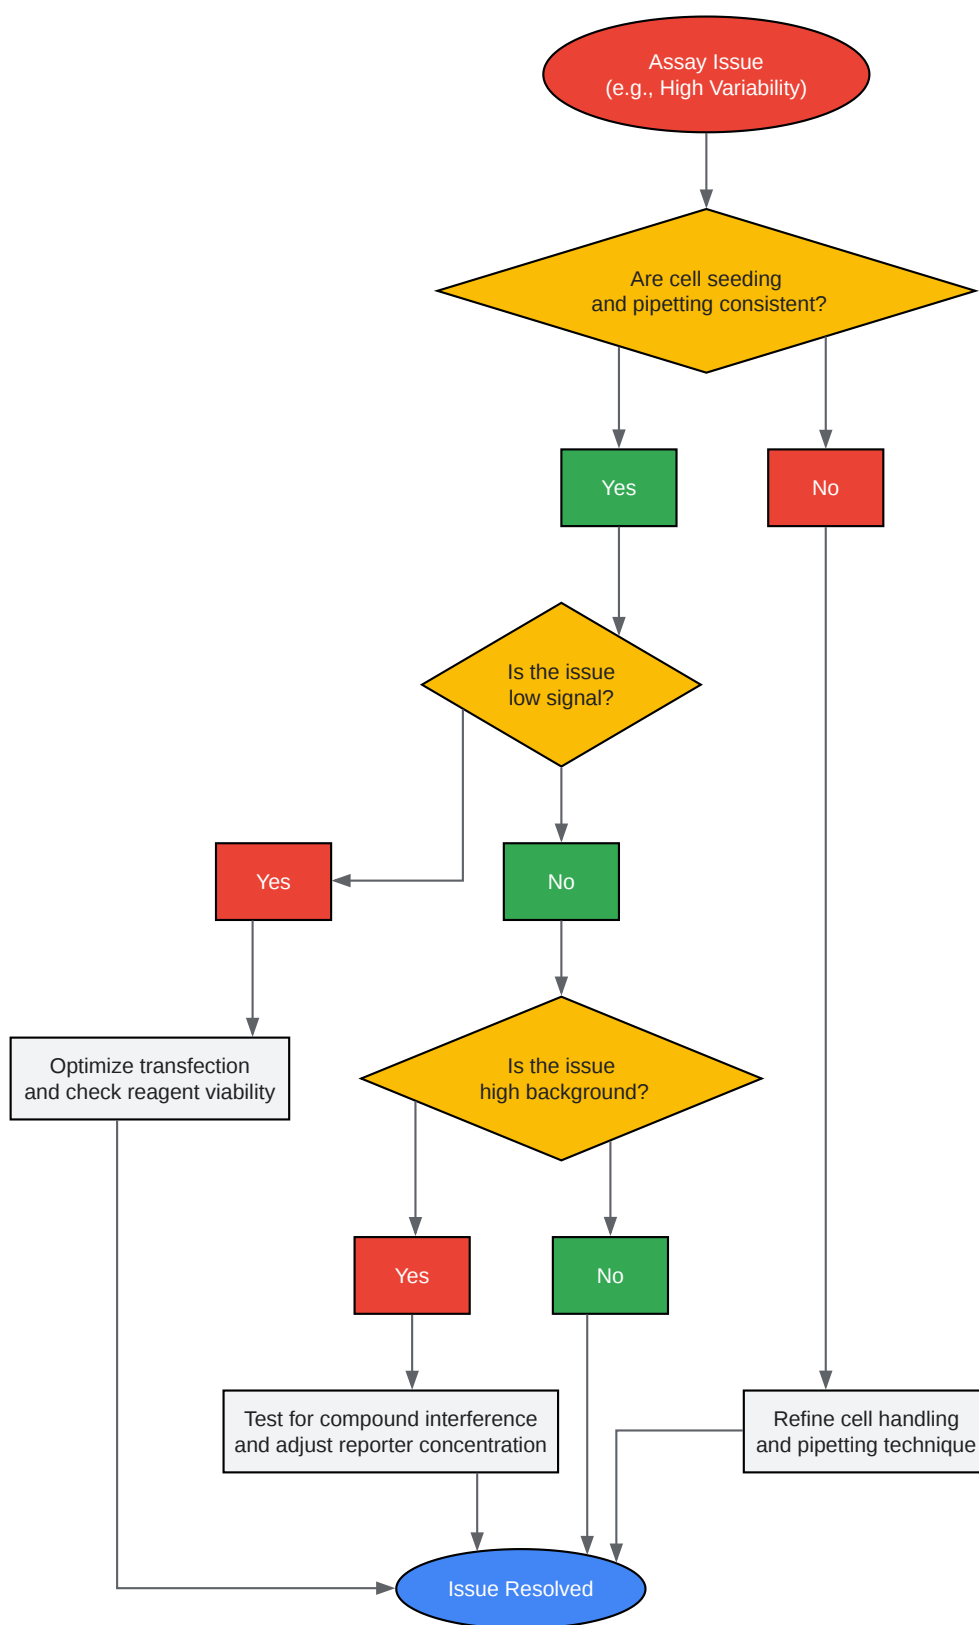 Assay Issue
(e.g., High Variability)
Are cell seeding
and pipetting consistent?
Yes
No
Is the issue
low signal?
Yes
No
Optimize transfection
and check reagent viability
Is the issue
high background?
Yes
No
Test for compound interference
and adjust reporter concentration
Refine cell handling
and pipetting technique
Issue Resolved